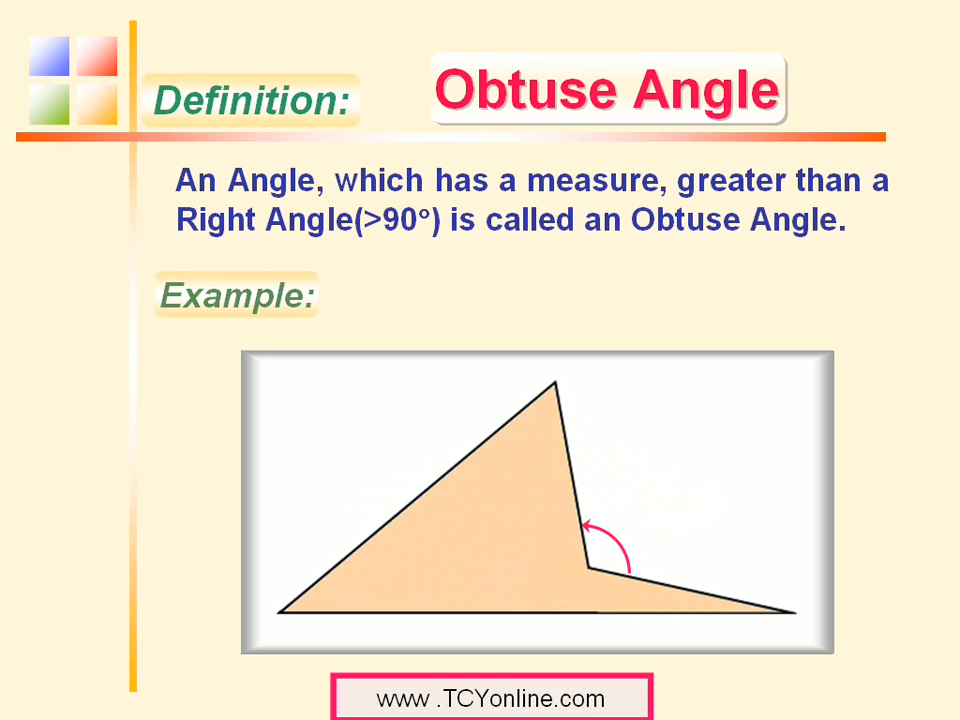 Definition:
Obtuse Angle
An Angle, which has a measure, greater than a
Right Angle(>90°) is called an Obtuse Angle.
Example:
www .TCYonline.com